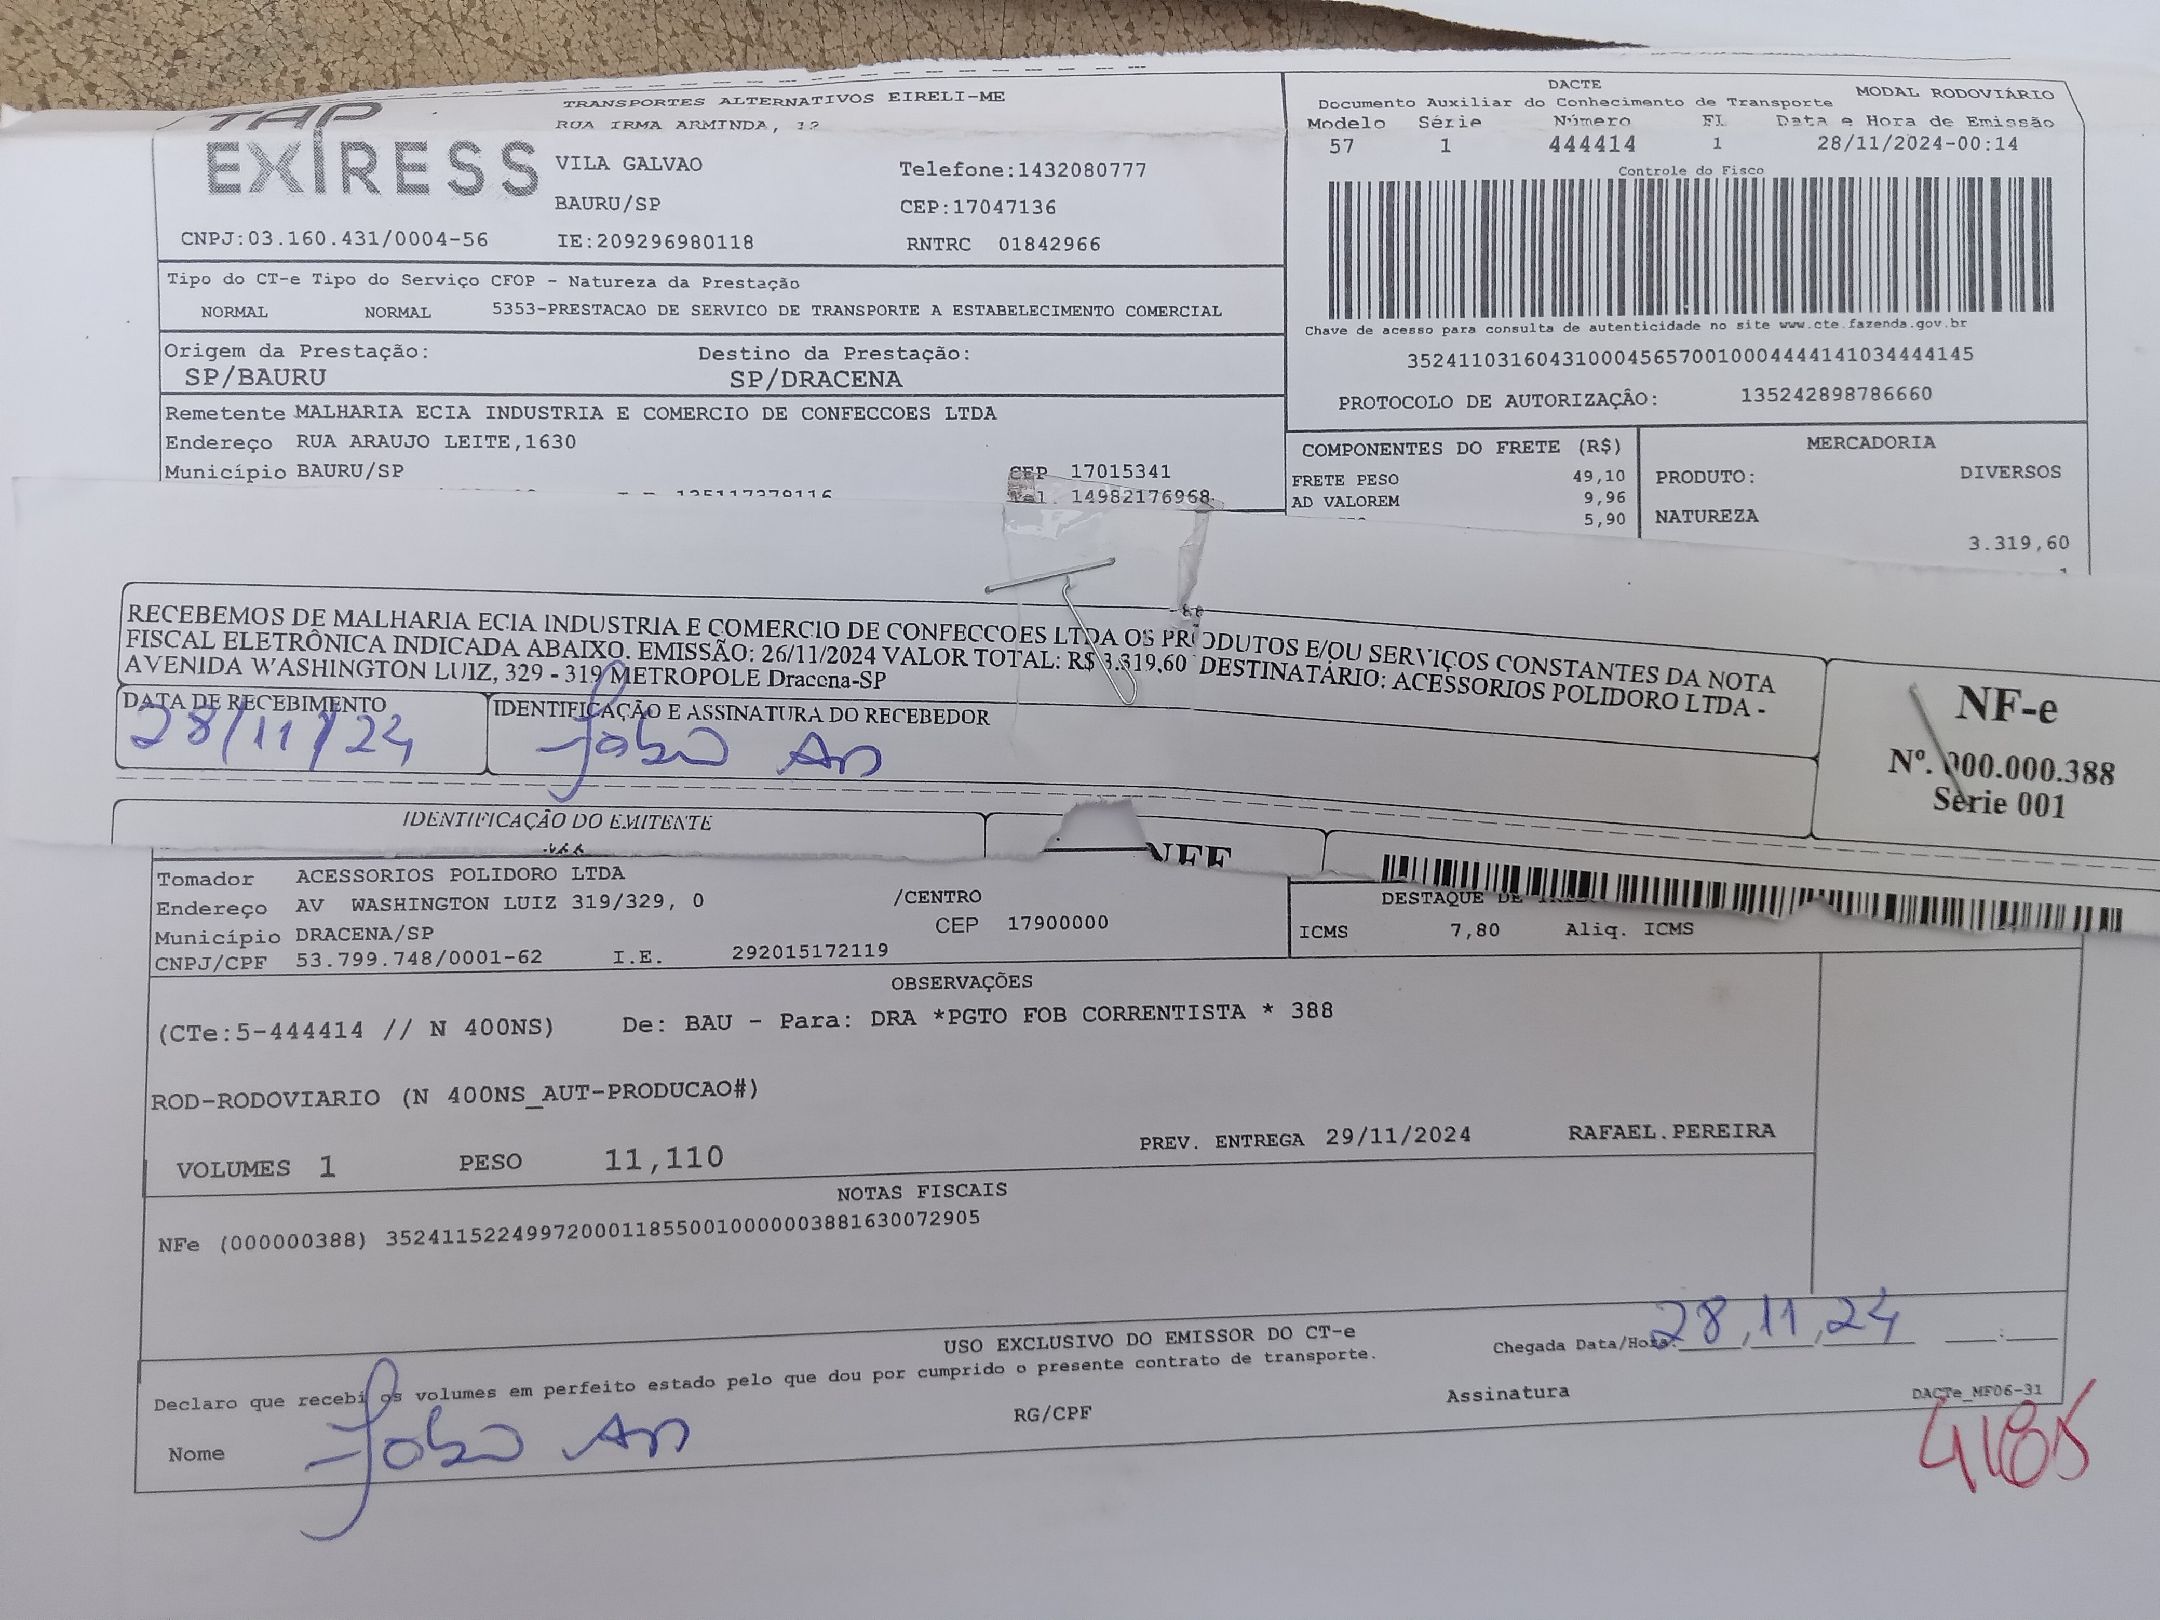 TAP
EXPRESS
TRANSPORTES ALTERNATIVOS EIRELI-ME
RUA IRMA ARMINDA, 12
VILA GALVAO
Telefone:1432080777
BAURU/SP
CEP:17047136
CNPJ:03.160.431/0004-56
IE:209296980118
RNTRC 01842966
DACTE
Documento Auxiliar do Conhecimento de Transporte
MODAL RODOVIÁRIO
Modelo Série Número FL Data e Hora de Emissão
57 1 444414 1 28/11/2024-00:14
Controle do Fisco
Chave de acesso para consulta de autenticidade no site www.cte.fazenda.gov.br
35241103160431000456570010004444141034444145
PROTOCOLO DE AUTORIZAÇÃO: 135242898786660
Tipo do CT-e Tipo do Serviço CFOP - Natureza da Prestação
NORMAL NORMAL 5353-PRESTACAO DE SERVICO DE TRANSPORTE A ESTABELECIMENTO COMERCIAL
Origem da Prestação: Destino da Prestação:
SP/BAURU SP/DRACENA
Remetente MALHARIA ECIA INDUSTRIA E COMERCIO DE CONFECCOES LTDA
Endereço RUA ARAUJO LEITE,1630
Município BAURU/SP CEP 17015341
Tel. 14982176968
COMPONENTES DO FRETE (R$)
FRETE PESO 49,10
AD VALOREM 9,96
5,90
MERCADORIA
PRODUTO: DIVERSOS
NATUREZA
3.319,60
RECEBEMOS DE MALHARIA ECIA INDUSTRIA E COMERCIO DE CONFECCOES LTDA OS PRODUTOS E/OU SERVIÇOS CONSTANTES DA NOTA
FISCAL ELETRÔNICA INDICADA ABAIXO. EMISSÃO: 26/11/2024 VALOR TOTAL: R$ 3.319,60 DESTINATÁRIO: ACESSORIOS POLIDORO LTDA -
AVENIDA WASHINGTON LUIZ, 329 - 319 METROPOLE Dracena-SP
DATA DE RECEBIMENTO
28/11/24
IDENTIFICAÇÃO E ASSINATURA DO RECEBEDOR
NF-e
Nº. 000.000.388
Série 001
IDENTIFICAÇÃO DO EMITENTE
Tomador ACESSORIOS POLIDORO LTDA
Endereço AV WASHINGTON LUIZ 319/329, 0 /CENTRO
Município DRACENA/SP CEP 17900000
CNPJ/CPF 53.799.748/0001-62 I.E. 292015172119
DESTAQUE DE
ICMS 7,80 Aliq. ICMS
OBSERVAÇÕES
(CTe:5-444414 // N 400NS) De: BAU - Para: DRA *PGTO FOB CORRENTISTA * 388
ROD-RODOVIARIO (N 400NS_AUT-PRODUCAO#)
VOLUMES 1 PESO 11,110 PREV. ENTREGA 29/11/2024 RAFAEL.PEREIRA
NOTAS FISCAIS
NFe (000000388) 35241152249972000118550010000003881630072905
USO EXCLUSIVO DO EMISSOR DO CT-e
Declaro que recebi os volumes em perfeito estado pelo que dou por cumprido o presente contrato de transporte.
Chegada Data/Hora: 28,11,24
Nome
RG/CPF
Assinatura
DACTe_MF06-31
4185